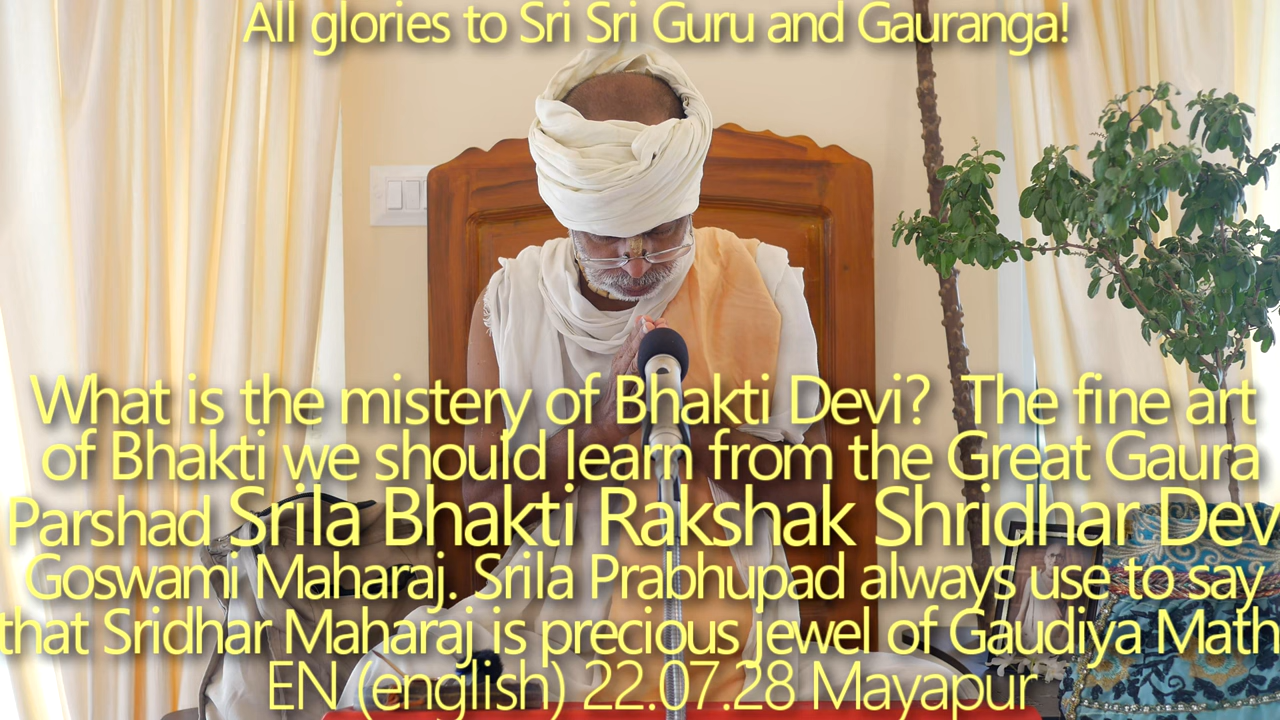 All glories to Sri Sri Guru and Gauranga!
What is the mistery of Bhakti Devi? The fine art
of Bhakti we should learn from the Great Gaura
Parshad Srila Bhakti Rakshak Shridhar Dev
Goswami Maharaj. Srila Prabhupad always use to say
that Sridhar Maharaj is precious jewel of Gaudiya Math
EN (english) 22.07.28 Mayapur